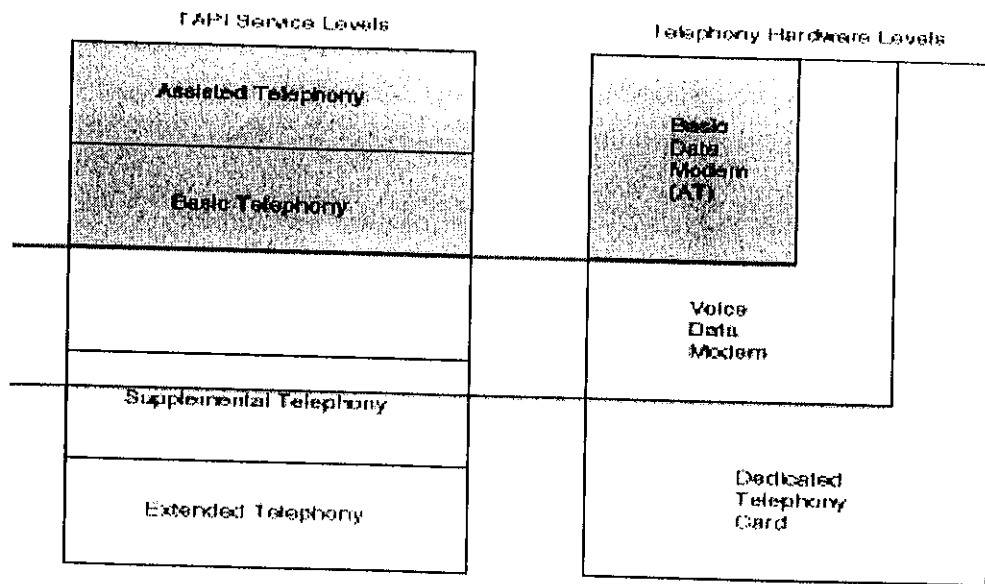 TAPI Service Levels
Telephony Hardware Levels
Assisted Telephony
Basic Telephony
Supplemental Telephony
Extended Telephony
Basic
Data
Modem
(AT)
Voice
Data
Modem
Dedicated
Telephony
Card